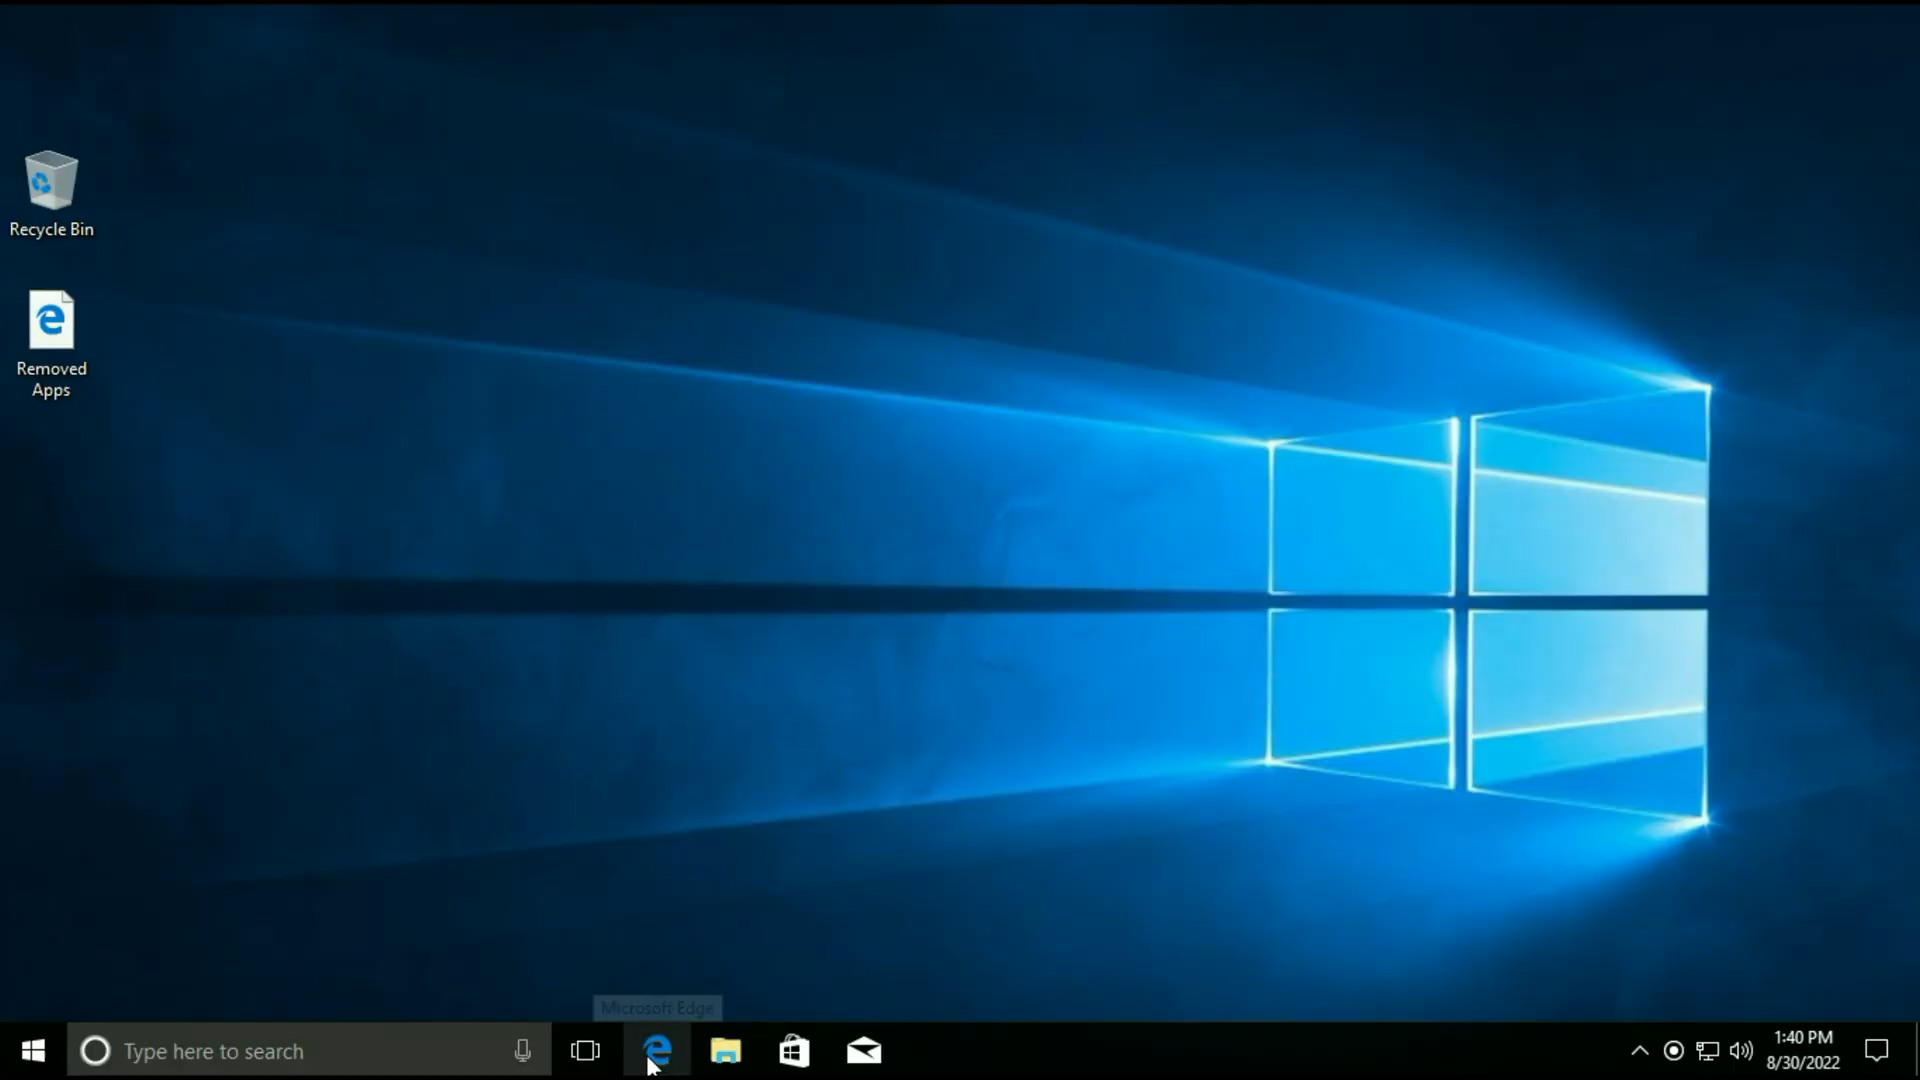 Recycle Bin
Removed
Apps
Microsoft Edge
Type here to search
1:40 PM
8/30/2022